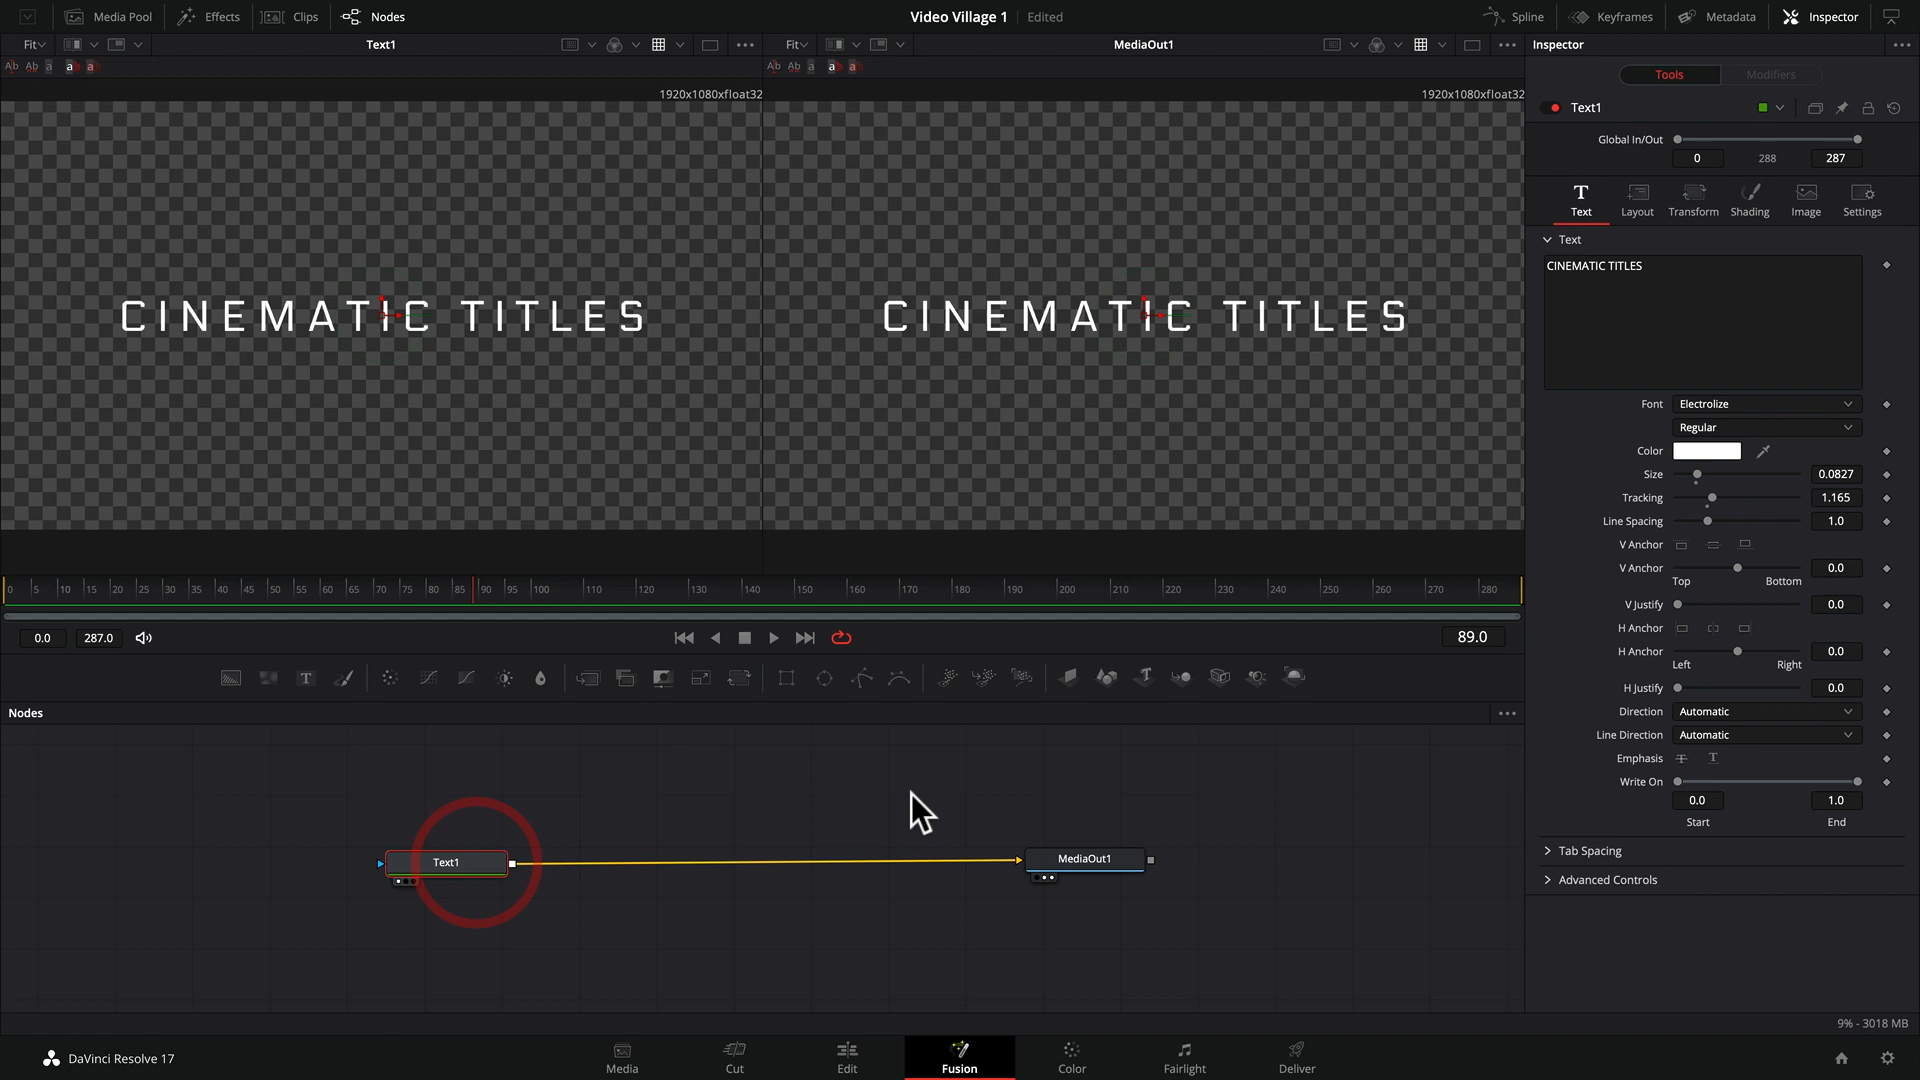 Media Pool Effects Clips Nodes Video Village 1 Edited Spline Keyframes Metadata Inspector
Fit Text1 Fit MediaOut1 Inspector
Ab Ab a a a Ab Ab a a a
Tools Modifiers
1920x1080xfloat32 1920x1080xfloat32
Text1
Global In/Out
0 288 287
Text Layout Transform Shading Image Settings
Text
CINEMATIC TITLES
CINEMATIC TITLES CINEMATIC TITLES
Font Electrolize
Regular
Color
Size 0.0827
Tracking 1.165
Line Spacing 1.0
V Anchor
V Anchor 0.0
Top Bottom
V Justify 0.0
H Anchor
H Anchor 0.0
Left Right
H Justify 0.0
Direction Automatic
Line Direction Automatic
Emphasis
Write On
0.0 1.0
Start End
Tab Spacing
Advanced Controls
0 5 10 15 20 25 30 35 40 45 50 55 60 65 70 75 80 85 90 95 100 110 120 130 140 150 160 170 180 190 200 210 220 230 240 250 260 270 280
0.0 287.0 89.0
T T
Nodes
Text1 MediaOut1
9% - 3018 MB
DaVinci Resolve 17 Media Cut Edit Fusion Color Fairlight Deliver